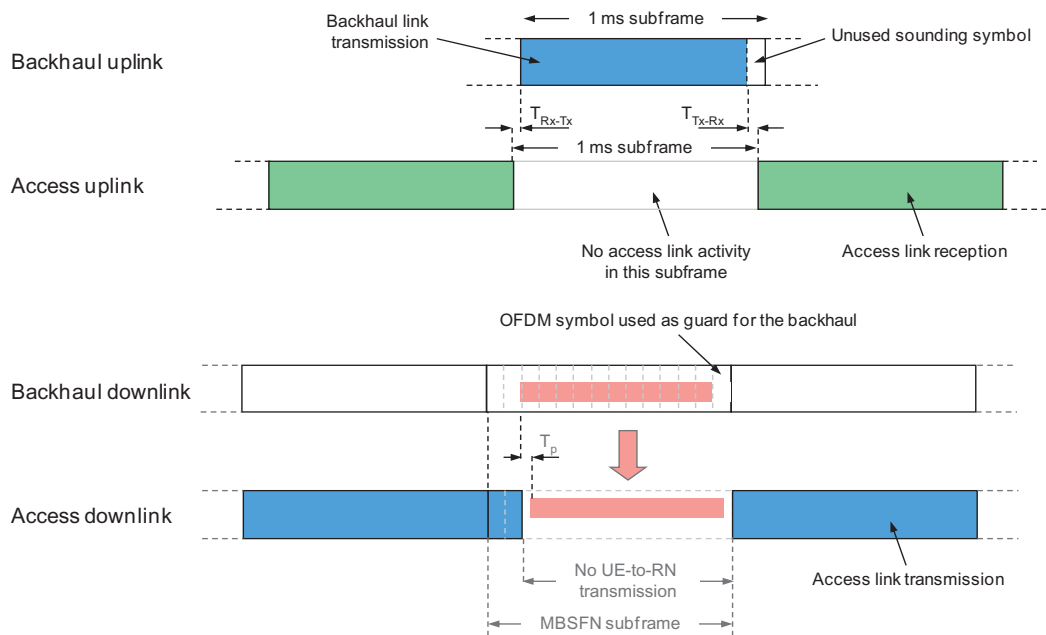 1 ms subframe
Backhaul link
transmission
Unused sounding symbol
Backhaul uplink
TRx-Tx
TTx-Rx
1 ms subframe
Access uplink
No access link activity
in this subframe
Access link reception
OFDM symbol used as guard for the backhaul
Backhaul downlink
Tp
Access downlink
No UE-to-RN
transmission
Access link transmission
MBSFN subframe